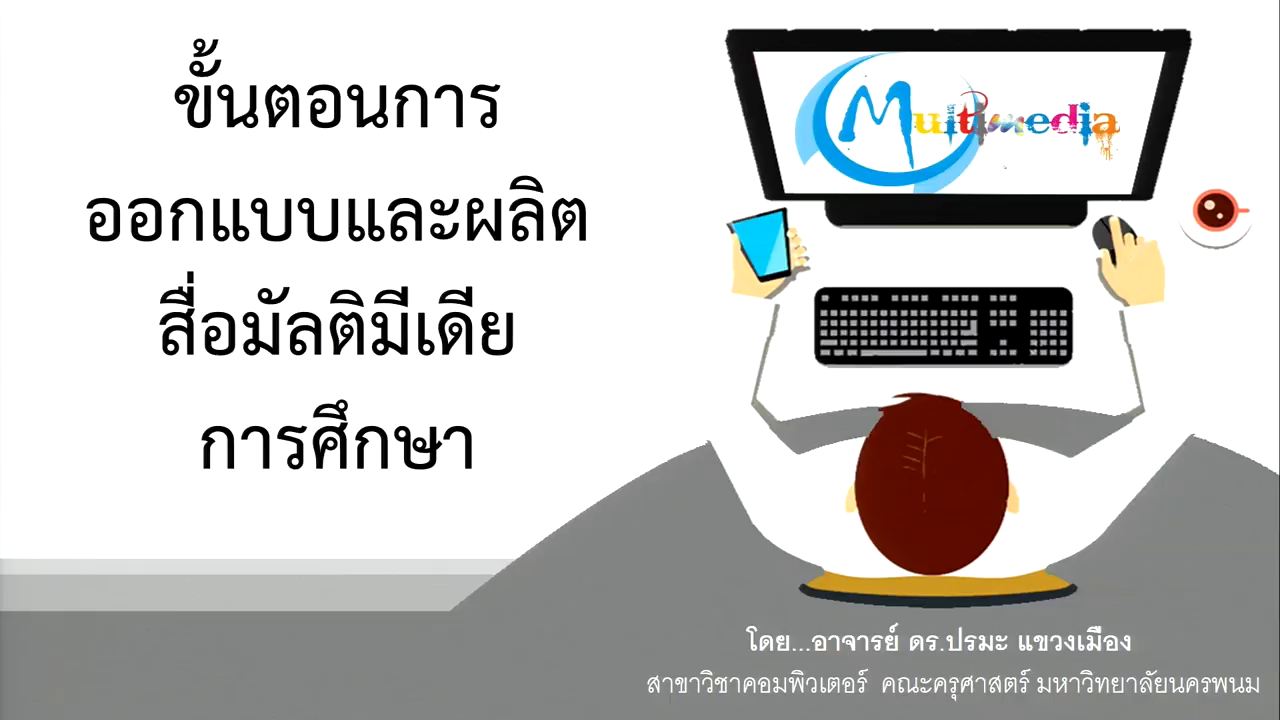 ขั้นตอนการ
ออกแบบและผลิต
สื่อมัลติมีเดีย
การศึกษา
Multimedia
โดย...อาจารย์ ดร.ปรมะ แขวงเมือง
สาขาวิชาคอมพิวเตอร์ คณะครุศาสตร์ มหาวิทยาลัยนครพนม